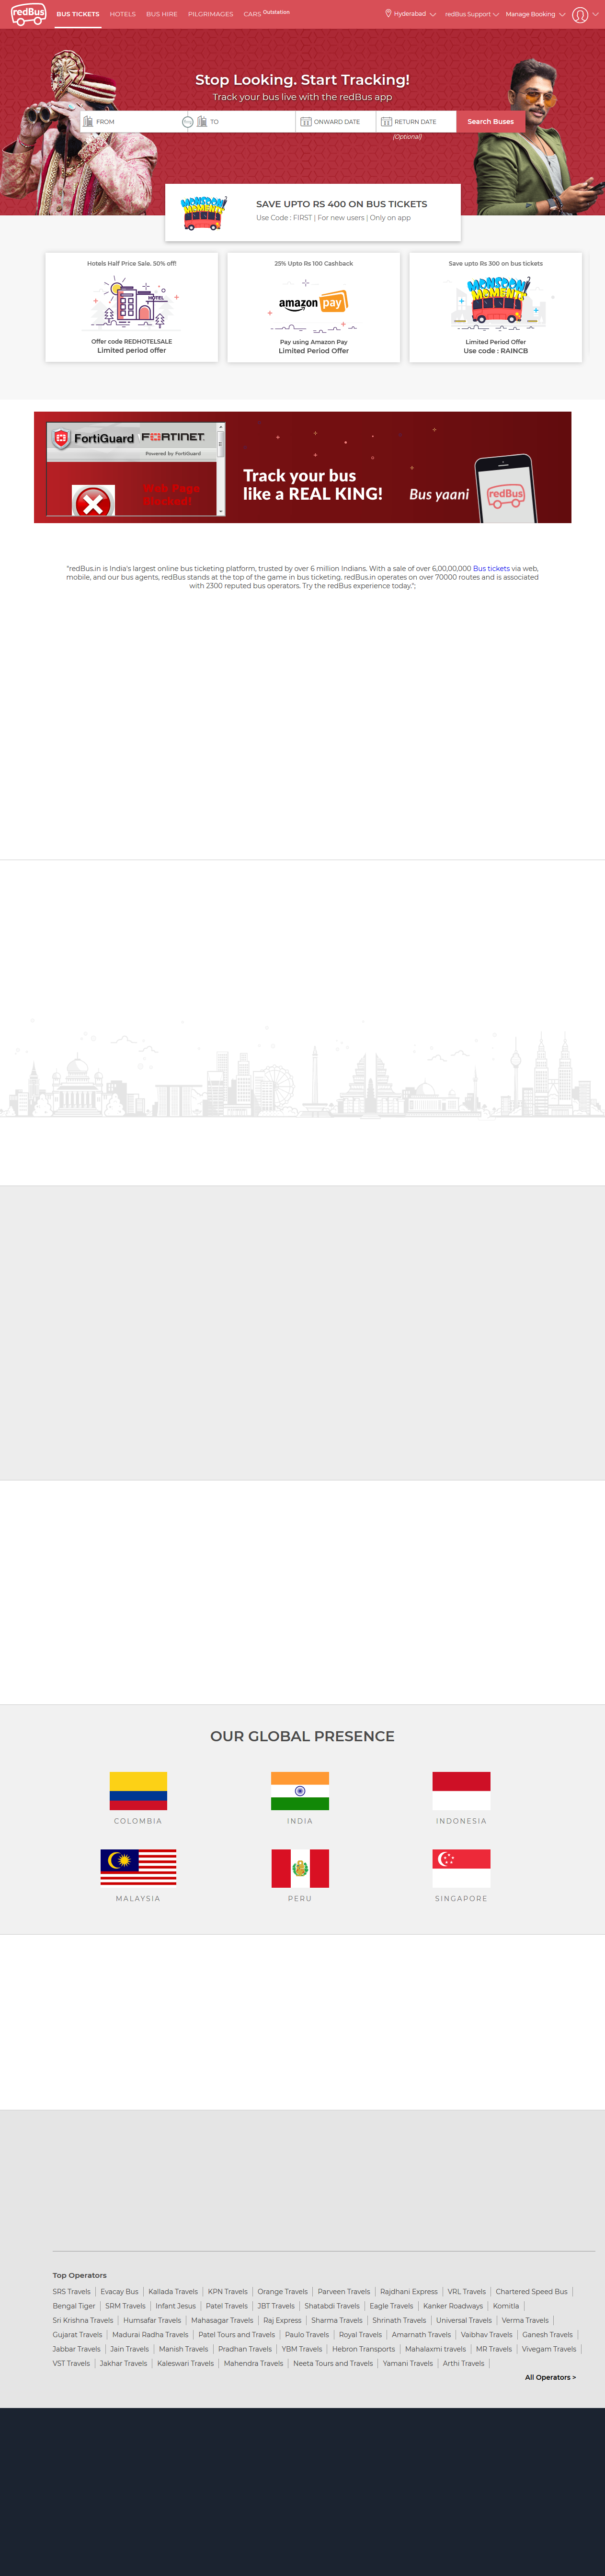 redBus
BUS TICKETS HOTELS BUS HIRE PILGRIMAGES CARS Outstation Hyderabad redBus Support Manage Booking
Stop Looking. Start Tracking!
Track your bus live with the redBus app
FROM TO ONWARD DATE RETURN DATE Search Buses
(Optional)
MONSOON MOMENTS
SAVE UPTO RS 400 ON BUS TICKETS
Use Code : FIRST | For new users | Only on app
Hotels Half Price Sale. 50% off!
HOTEL
Offer code REDHOTELSALE
Limited period offer
25% Upto Rs 100 Cashback
amazon pay
Pay using Amazon Pay
Limited Period Offer
Save upto Rs 300 on bus tickets
MONSOON MOMENTS
Limited Period Offer
Use code : RAINCB
FortiGuard FORTINET
Powered by FortiGuard
Web Page
Blocked!
Track your bus
like a REAL KING!
Bus yaani
redBus
"redBus.in is India's largest online bus ticketing platform, trusted by over 6 million Indians. With a sale of over 6,00,00,000 Bus tickets via web,
mobile, and our bus agents, redBus stands at the top of the game in bus ticketing. redBus.in operates on over 70000 routes and is associated
with 2300 reputed bus operators. Try the redBus experience today.";
OUR GLOBAL PRESENCE
COLOMBIA INDIA INDONESIA
MALAYSIA PERU SINGAPORE
Top Operators
SRS Travels Evacay Bus Kallada Travels KPN Travels Orange Travels Parveen Travels Rajdhani Express VRL Travels Chartered Speed Bus
Bengal Tiger SRM Travels Infant Jesus Patel Travels JBT Travels Shatabdi Travels Eagle Travels Kanker Roadways Komitla
Sri Krishna Travels Humsafar Travels Mahasagar Travels Raj Express Sharma Travels Shrinath Travels Universal Travels Verma Travels
Gujarat Travels Madurai Radha Travels Patel Tours and Travels Paulo Travels Royal Travels Amarnath Travels Vaibhav Travels Ganesh Travels
Jabbar Travels Jain Travels Manish Travels Pradhan Travels YBM Travels Hebron Transports Mahalaxmi travels MR Travels Vivegam Travels
VST Travels Jakhar Travels Kaleswari Travels Mahendra Travels Neeta Tours and Travels Yamani Travels Arthi Travels
All Operators >